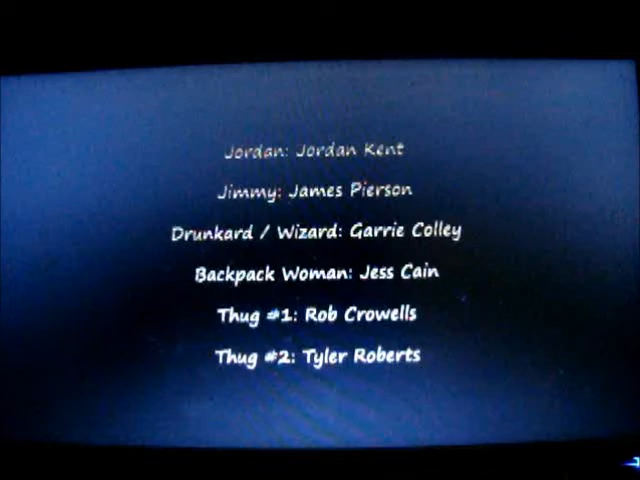 Jordan: Jordan Kent
Jimmy: James Pierson
Drunkard / Wizard: Garrie Colley
Backpack Woman: Jess Cain
Thug #1: Rob Crowells
Thug #2: Tyler Roberts